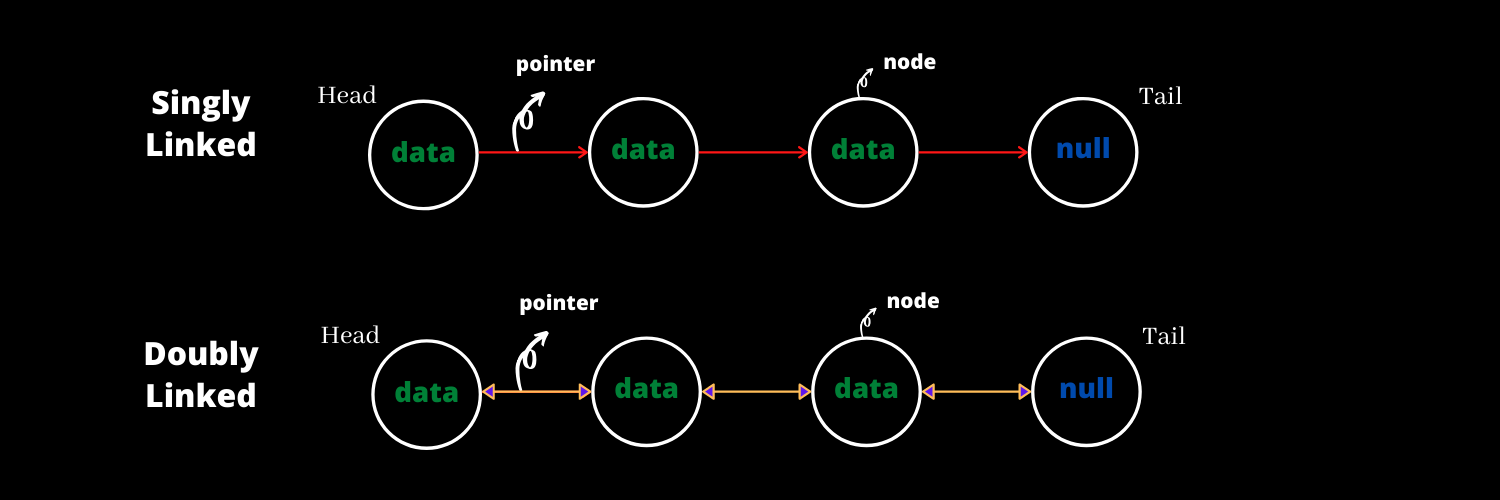 pointer
node
Head
Tail
Singly
Linked
data
data
data
null
pointer
node
Head
Tail
Doubly
Linked
data
data
data
null